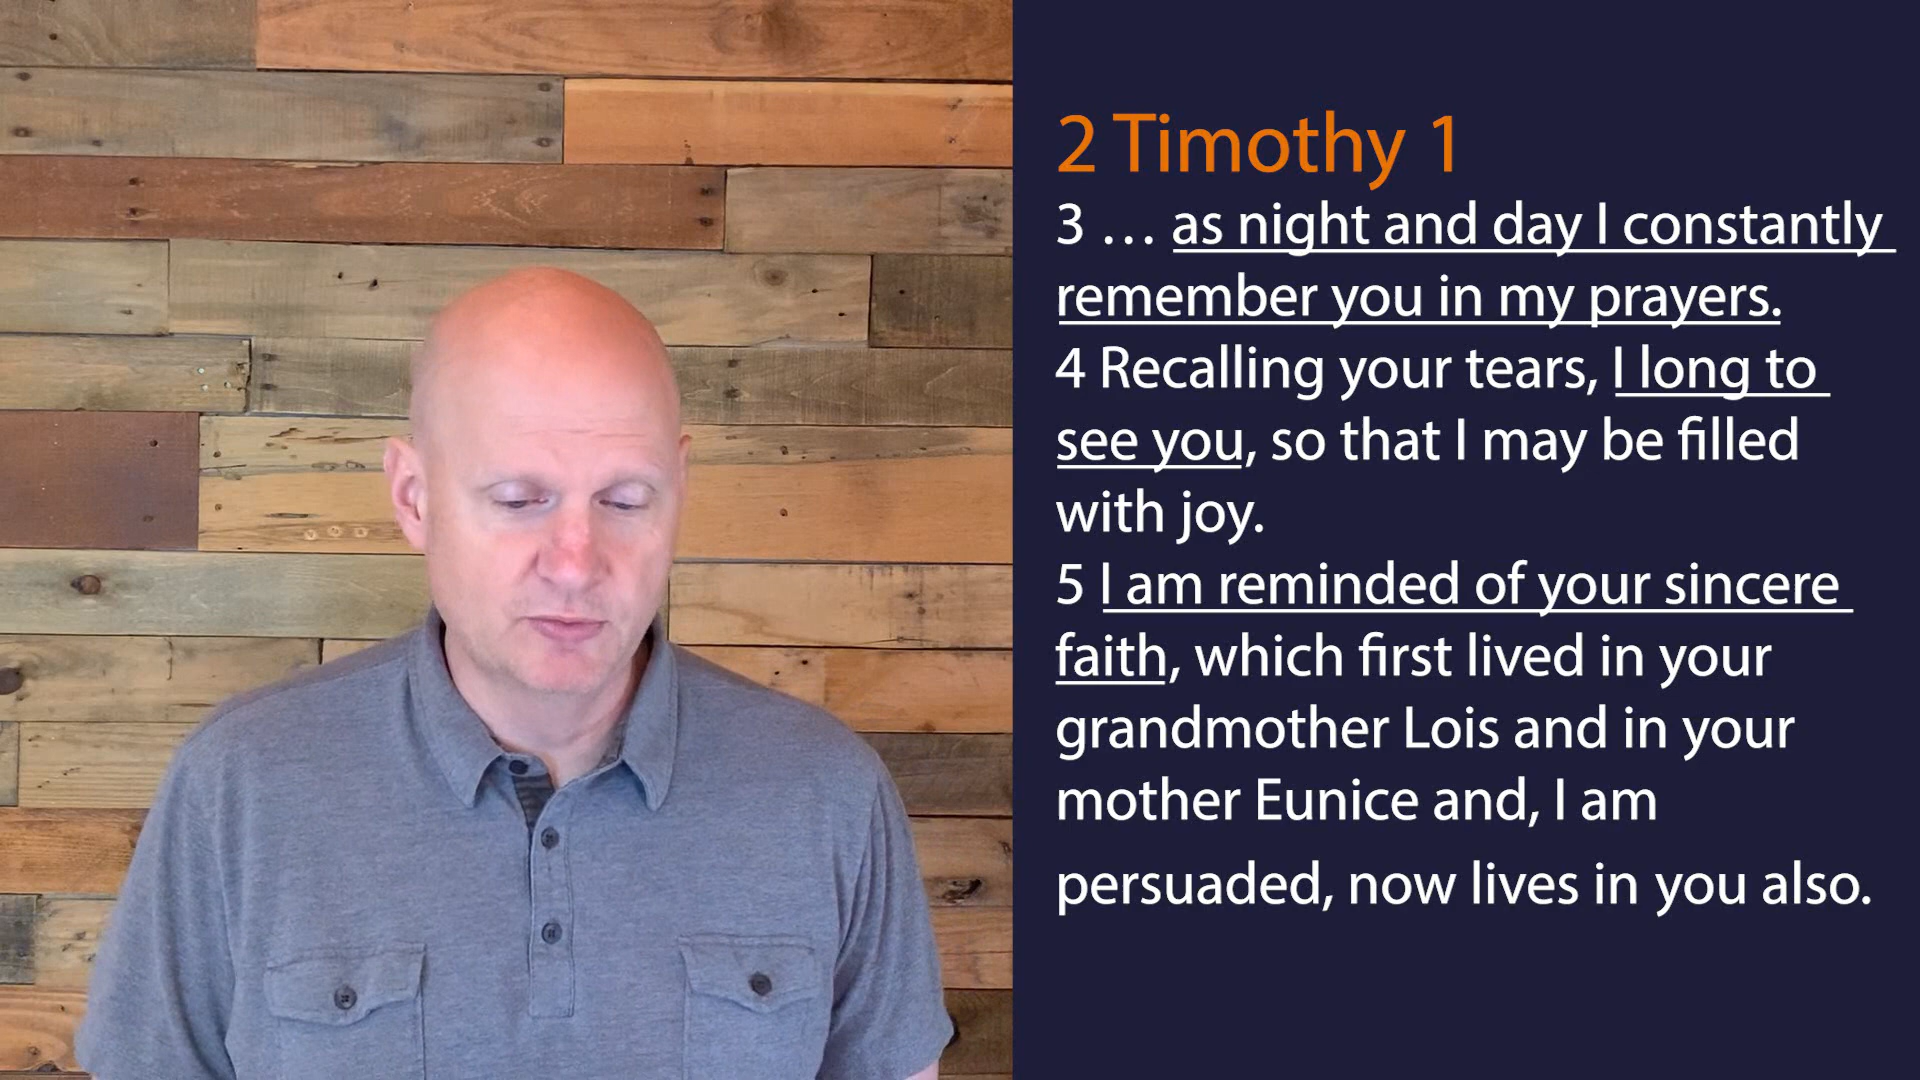 2 Timothy 1
3 … as night and day I constantly
remember you in my prayers.
4 Recalling your tears, I long to
see you, so that I may be filled
with joy.
5 I am reminded of your sincere
faith, which first lived in your
grandmother Lois and in your
mother Eunice and, I am
persuaded, now lives in you also.